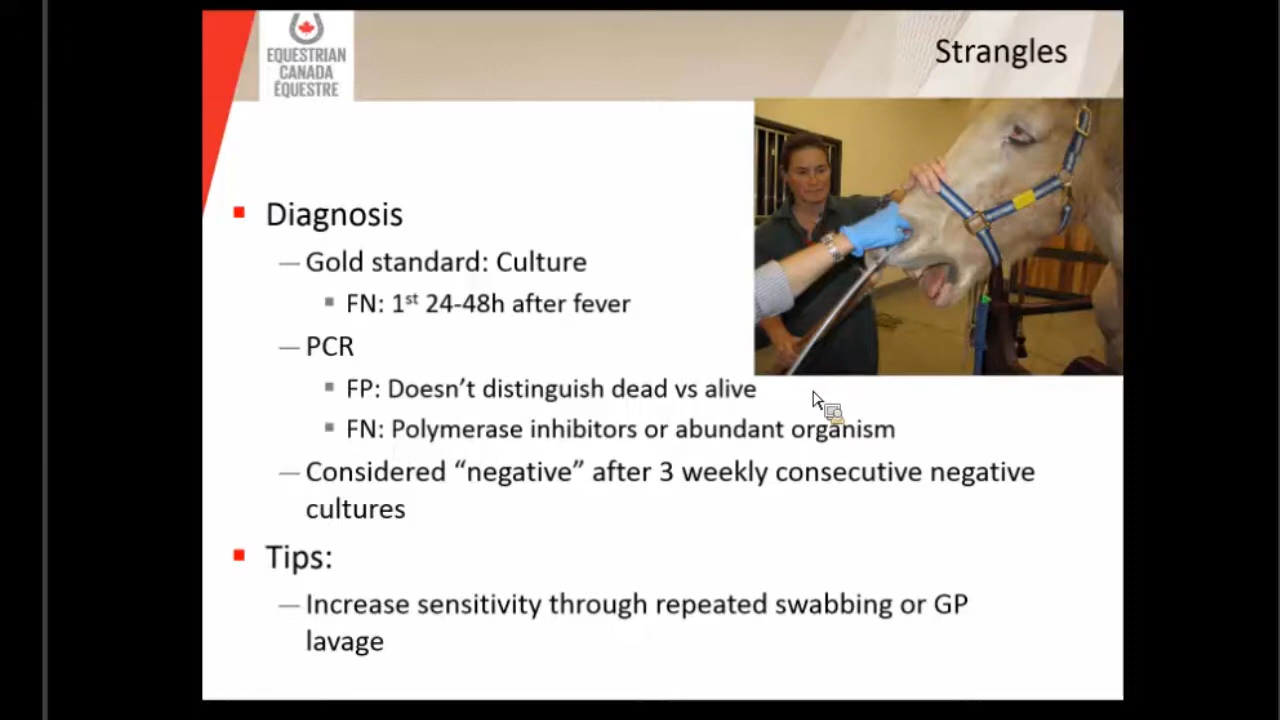 EQUESTRIAN
CANADA
ÉQUESTRE
Strangles
Diagnosis
— Gold standard: Culture
FN: 1st 24-48h after fever
— PCR
FP: Doesn’t distinguish dead vs alive
FN: Polymerase inhibitors or abundant organism
— Considered “negative” after 3 weekly consecutive negative
cultures
Tips:
— Increase sensitivity through repeated swabbing or GP
lavage